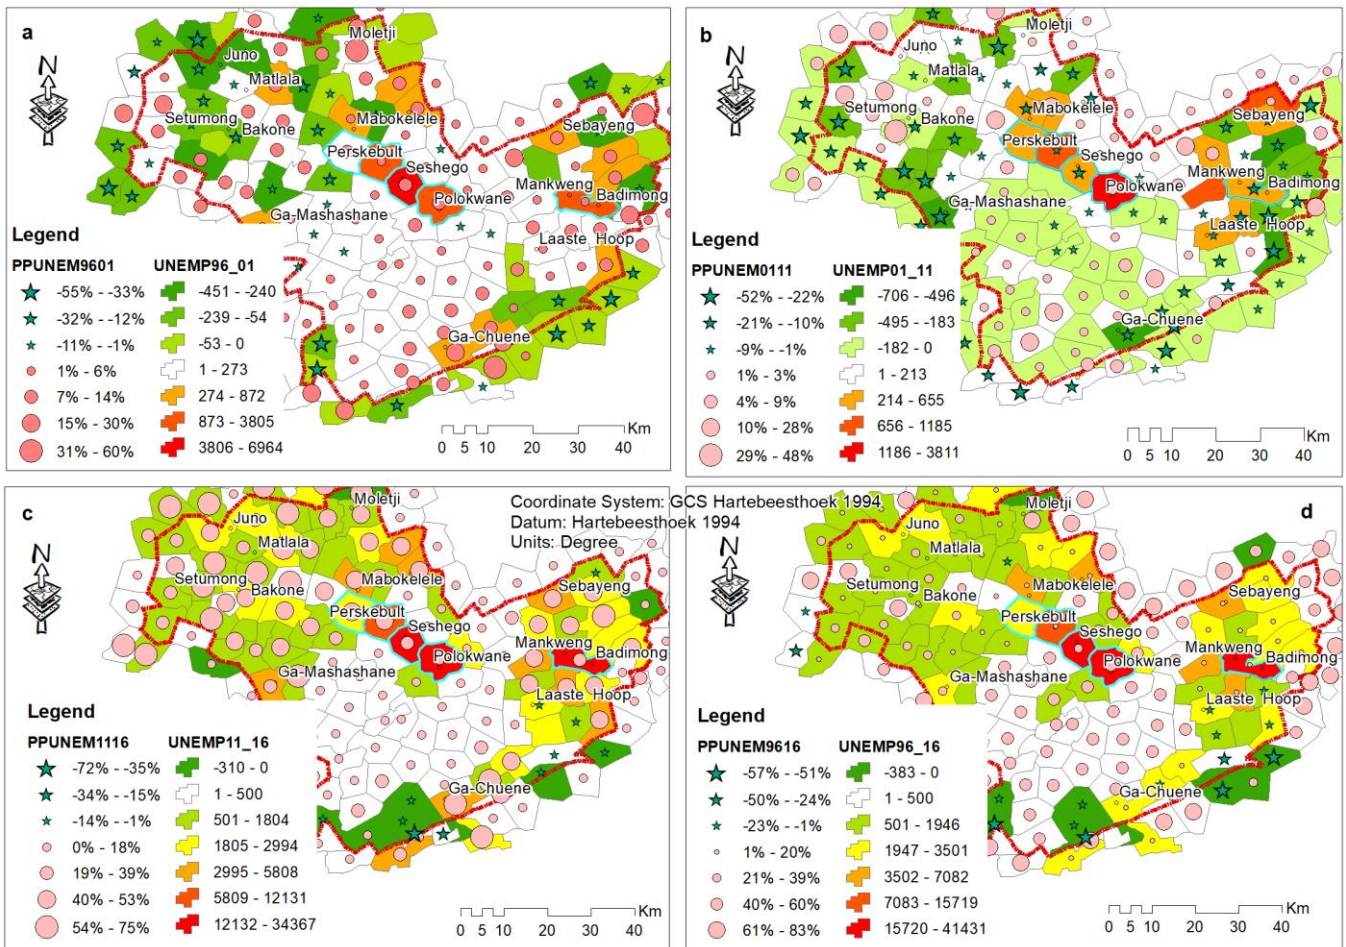 a
N
Moletji
Juno
Matlala
Setumong
Bakone
Mabokelele
Sebayeng
Perskebult
Seshego
Mankweng
Badimong
Polokwane
Ga-Mashashane
Laaste Hoop
Ga-Chuene
Legend
PPUNEM9601 UNEMP96_01
-55% - -33% -451 - -240
-32% - -12% -239 - -54
-11% - -1% -53 - 0
1% - 6% 1 - 273
7% - 14% 274 - 872
15% - 30% 873 - 3805
31% - 60% 3806 - 6964
Km
0 5 10 20 30 40
b
N
Moletji
Juno
Matlala
Setumong
Bakone
Mabokelele
Sebayeng
Perskebult
Seshego
Mankweng
Badimong
Polokwane
Ga-Mashashane
Laaste Hoop
Ga-Chuene
Legend
PPUNEM0111 UNEMP01_11
-52% - -22% -706 - -496
-21% - -10% -495 - -183
-9% - -1% -182 - 0
1% - 3% 1 - 213
4% - 9% 214 - 655
10% - 28% 656 - 1185
29% - 48% 1186 - 3811
Km
0 5 10 20 30 40
c
N
Moletji
Juno
Matlala
Setumong
Bakone
Mabokelele
Sebayeng
Perskebult
Seshego
Mankweng
Badimong
Polokwane
Ga-Mashashane
Laaste Hoop
Ga-Chuene
Legend
PPUNEM1116 UNEMP11_16
-72% - -35% -310 - 0
-34% - -15% 1 - 500
-14% - -1% 501 - 1804
0% - 18% 1805 - 2994
19% - 39% 2995 - 5808
40% - 53% 5809 - 12131
54% - 75% 12132 - 34367
Km
0 5 10 20 30 40
Coordinate System: GCS Hartebeesthoek 1994
Datum: Hartebeesthoek 1994
Units: Degree
d
N
Moletji
Juno
Matlala
Setumong
Bakone
Mabokelele
Sebayeng
Perskebult
Seshego
Mankweng
Badimong
Polokwane
Ga-Mashashane
Laaste Hoop
Ga-Chuene
Legend
PPUNEM9616 UNEMP96_16
-57% - -51% -383 - 0
-50% - -24% 1 - 500
-23% - -1% 501 - 1946
1% - 20% 1947 - 3501
21% - 39% 3502 - 7082
40% - 60% 7083 - 15719
61% - 83% 15720 - 41431
Km
0 5 10 20 30 40